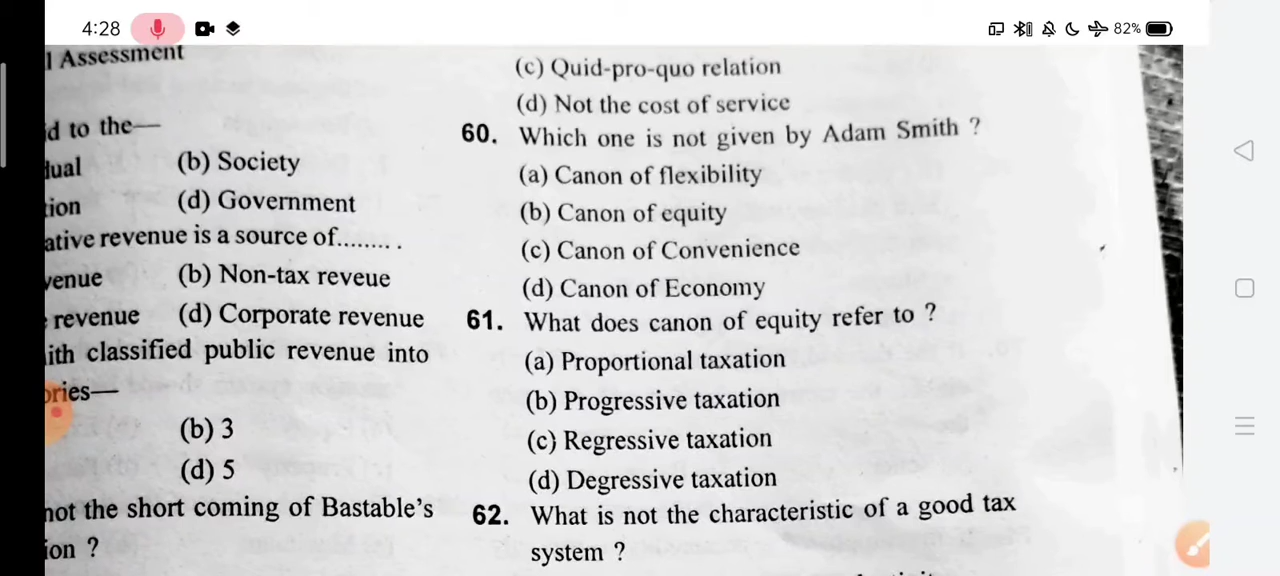 4:28
82%
l Assessment
d to the—
dual (b) Society
tion (d) Government
ative revenue is a source of........
venue (b) Non-tax reveue
revenue (d) Corporate revenue
ith classified public revenue into
ories—
(b) 3
(d) 5
not the short coming of Bastable's
ion ?
(c) Quid-pro-quo relation
(d) Not the cost of service
60. Which one is not given by Adam Smith ?
(a) Canon of flexibility
(b) Canon of equity
(c) Canon of Convenience
(d) Canon of Economy
61. What does canon of equity refer to ?
(a) Proportional taxation
(b) Progressive taxation
(c) Regressive taxation
(d) Degressive taxation
62. What is not the characteristic of a good tax
system ?